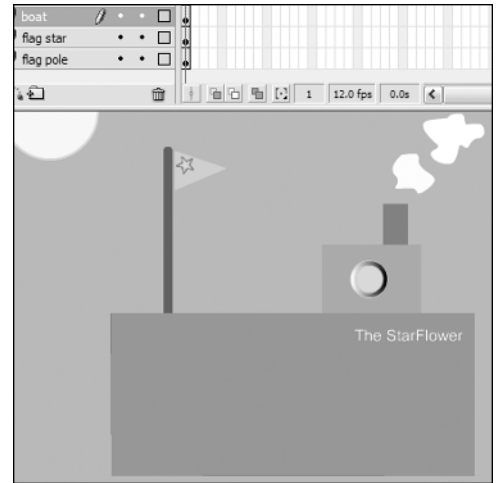 boat
flag star
flag pole
1 12.0 fps 0.0s
The StarFlower